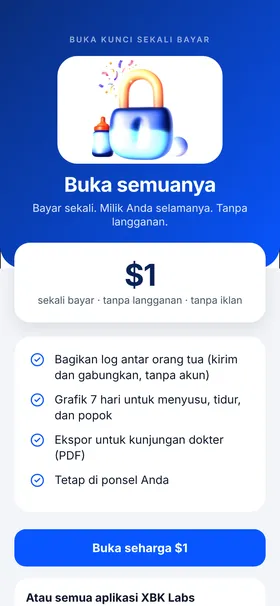 BUKA KUNCI SEKALI BAYAR
Buka semuanya
Bayar sekali. Milik Anda selamanya. Tanpa
langganan.
$1
sekali bayar · tanpa langganan · tanpa iklan
Bagikan log antar orang tua (kirim
dan gabungkan, tanpa akun)
Grafik 7 hari untuk menyusu, tidur,
dan popok
Ekspor untuk kunjungan dokter
(PDF)
Tetap di ponsel Anda
Buka seharga $1
Atau semua aplikasi XBK Labs